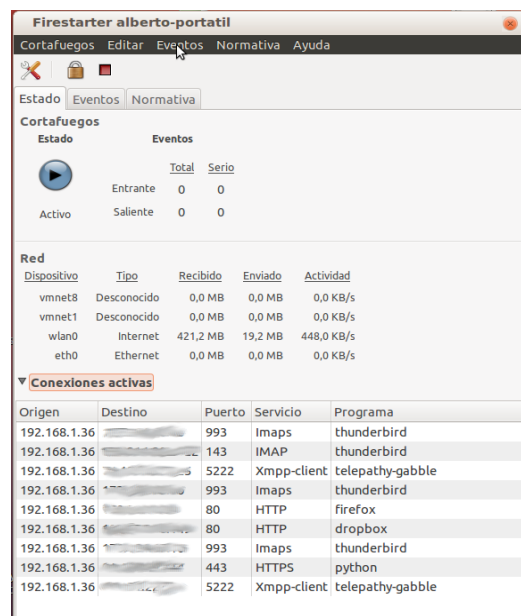 Firestarter alberto-portatil
Cortafuegos Editar Eventos Normativa Ayuda
Estado Eventos Normativa
Cortafuegos
Estado Eventos
Total Serio
Entrante 0 0
Saliente 0 0
Activo
Red
Dispositivo Tipo Recibido Enviado Actividad
vmnet8 Desconocido 0,0 MB 0,0 MB 0,0 KB/s
vmnet1 Desconocido 0,0 MB 0,0 MB 0,0 KB/s
wlan0 Internet 421,2 MB 19,2 MB 448,0 KB/s
eth0 Ethernet 0,0 MB 0,0 MB 0,0 KB/s
Conexiones activas
Origen Destino Puerto Servicio Programa
192.168.1.36 993 Imaps thunderbird
192.168.1.36 143 IMAP thunderbird
192.168.1.36 5222 Xmpp-client telepathy-gabble
192.168.1.36 993 Imaps thunderbird
192.168.1.36 80 HTTP firefox
192.168.1.36 80 HTTP dropbox
192.168.1.36 993 Imaps thunderbird
192.168.1.36 443 HTTPS python
192.168.1.36 5222 Xmpp-client telepathy-gabble